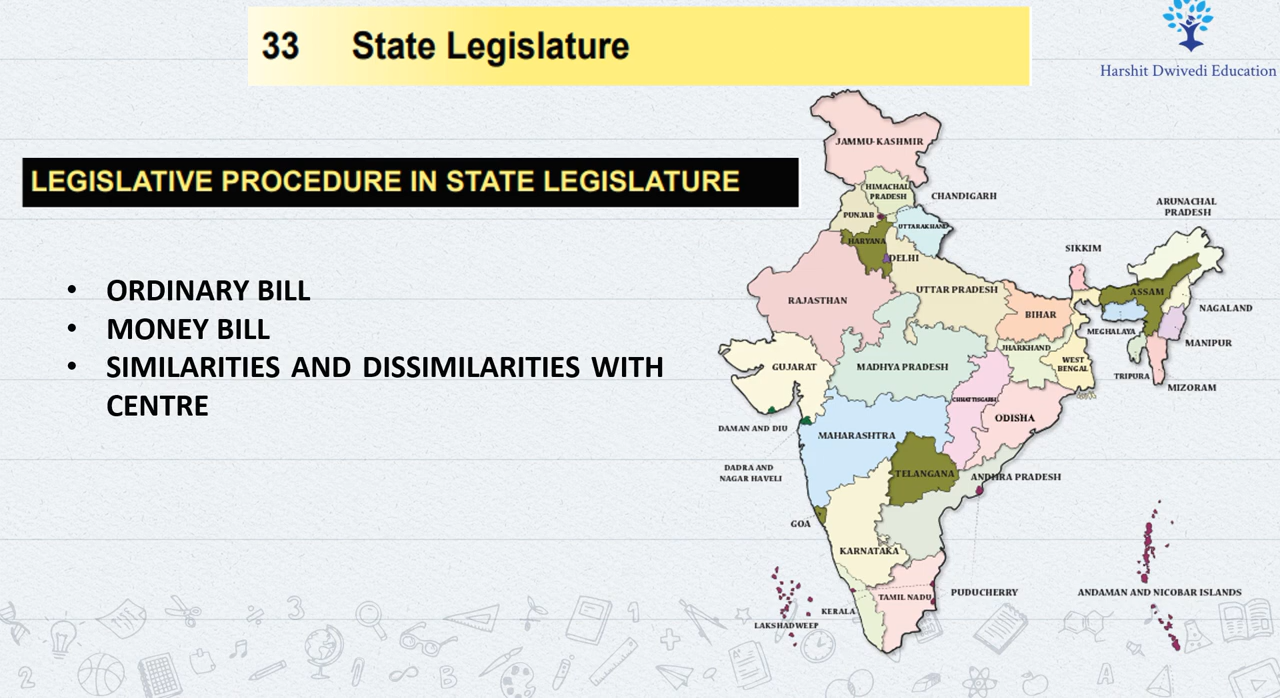 33 State Legislature
Harshit Dwivedi Education
LEGISLATIVE PROCEDURE IN STATE LEGISLATURE
• ORDINARY BILL
• MONEY BILL
• SIMILARITIES AND DISSIMILARITIES WITH
CENTRE
JAMMU-KASHMIR
HIMACHAL
PRADESH
CHANDIGARH
PUNJAB
UTTARAKHAND
HARYANA
DELHI
ARUNACHAL
PRADESH
SIKKIM
RAJASTHAN
UTTAR PRADESH
BIHAR
ASSAM
NAGALAND
MEGHALAYA
MANIPUR
JHARKHAND
WEST
BENGAL
TRIPURA
MIZORAM
GUJARAT
MADHYA PRADESH
CHHATTISGARH
ODISHA
DAMAN AND DIU
MAHARASHTRA
DADRA AND
NAGAR HAVELI
TELANGANA
ANDHRA PRADESH
GOA
KARNATAKA
TAMIL NADU
PUDUCHERRY
ANDAMAN AND NICOBAR ISLANDS
KERALA
LAKSHADWEEP